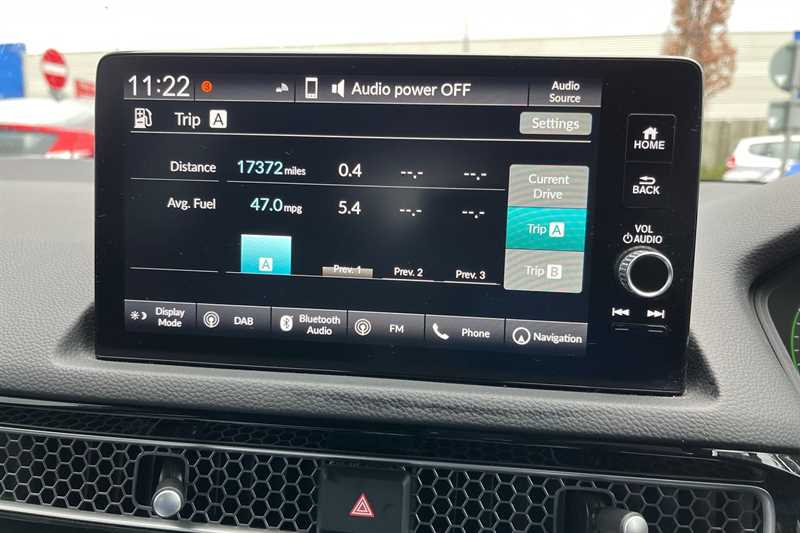 11:22 3 Audio power OFF Audio Source
Trip A Settings
Distance 17372 miles 0.4 --.- --.-
Avg. Fuel 47.0 mpg 5.4 --.- --.-
A Prev. 1 Prev. 2 Prev. 3
Current Drive
Trip A
Trip B
Display Mode DAB Bluetooth Audio FM Phone Navigation
HOME
BACK
VOL
AUDIO